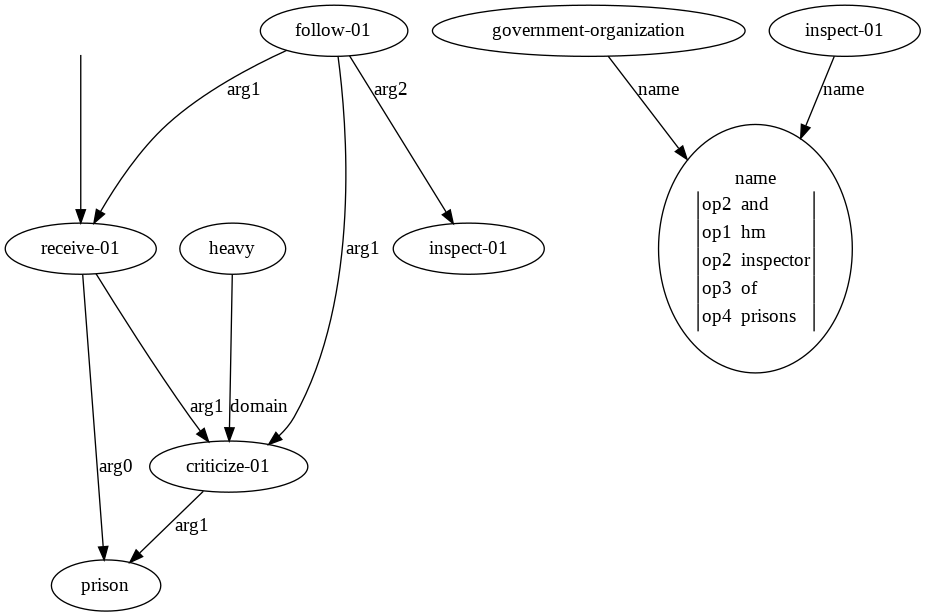 follow-01
government-organization
inspect-01
arg1
arg2
name
name
name
op2 and
op1 hm
op2 inspector
op3 of
op4 prisons
receive-01
heavy
arg1
inspect-01
arg1
domain
criticize-01
arg0
arg1
prison